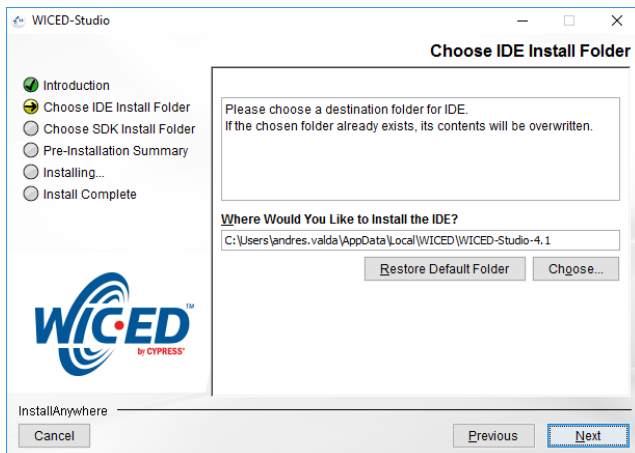 WICED-Studio
Choose IDE Install Folder
Introduction
Choose IDE Install Folder
Choose SDK Install Folder
Pre-Installation Summary
Installing...
Install Complete
Please choose a destination folder for IDE.
If the chosen folder already exists, its contents will be overwritten.
Where Would You Like to Install the IDE?
C:\Users\andres.valda\AppData\Local\WICED\WICED-Studio-4.1
Restore Default Folder Choose...
WICED™
by CYPRESS®
InstallAnywhere
Cancel Previous Next